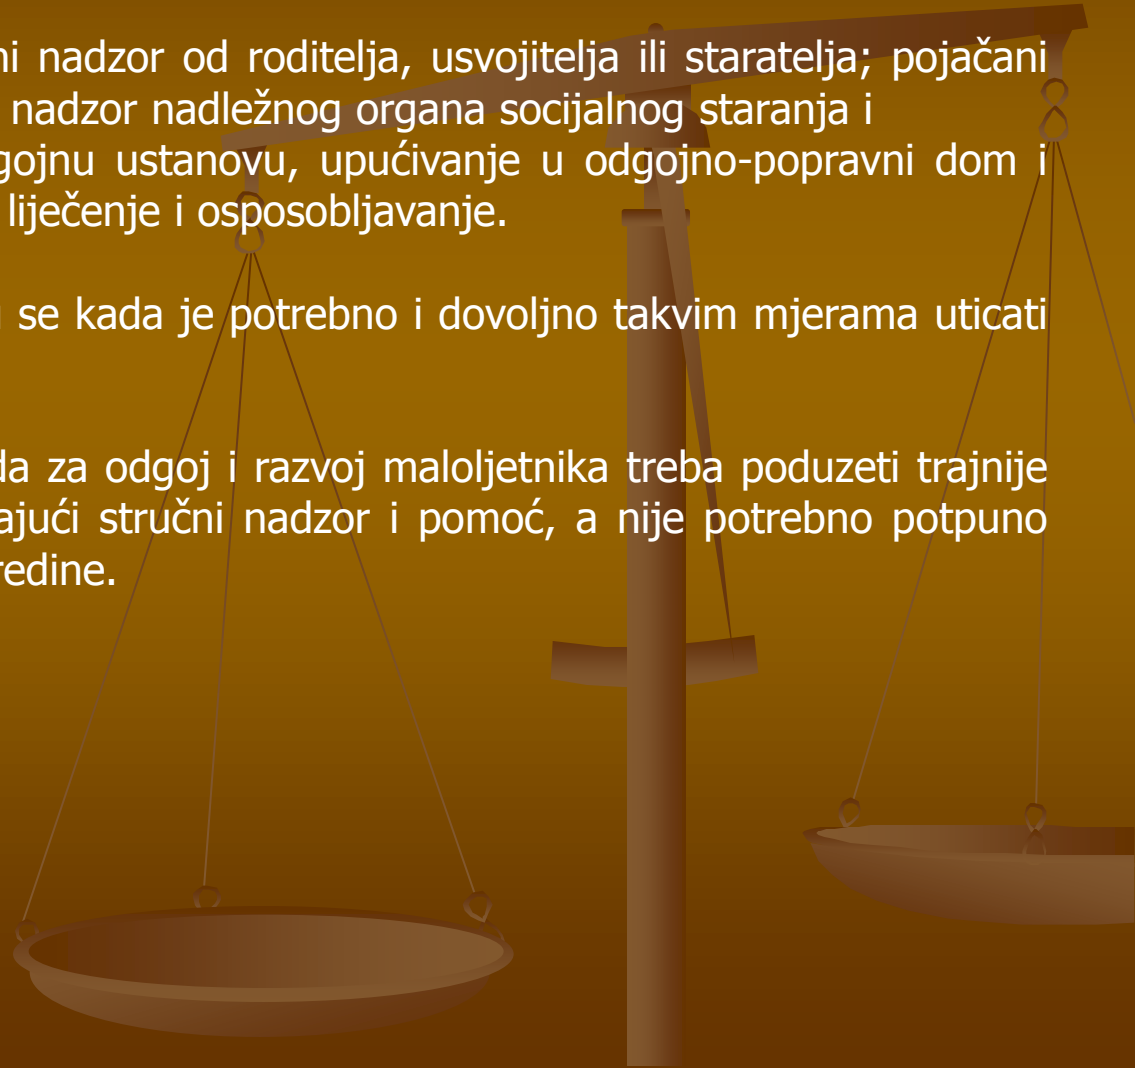 ni nadzor od roditelja, usvojitelja ili staratelja; pojačani
nadzor nadležnog organa socijalnog staranja i
gojnu ustanovu, upućivanje u odgojno-popravni dom i
liječenje i osposobljavanje.
se kada je potrebno i dovoljno takvim mjerama uticati
da za odgoj i razvoj maloljetnika treba poduzeti trajnije
ajući stručni nadzor i pomoć, a nije potrebno potpuno
redine.